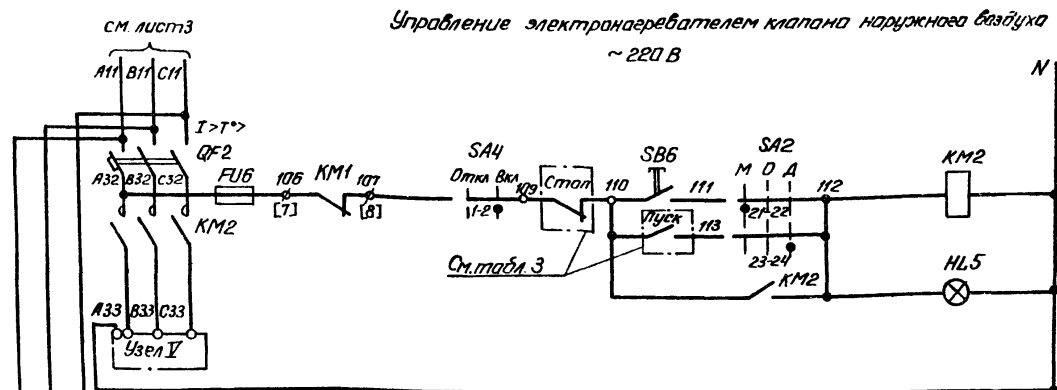 Управление электронагревателем клапана наружного воздуха
~ 220 В
см. лист 3
A11 B11 C11
N
I> T°>
QF2
A32 B32 C32
FU6
106
[7]
KM1
107
[8]
SA4
Откл Вкл
1-2
109
Стоп
110
SB6
111
SA2
М О Д
21-22
112
KM2
KM2
Пуск
113
23-24
См. табл. 3
KM2
HL5
A33 B33 C33
Узел V